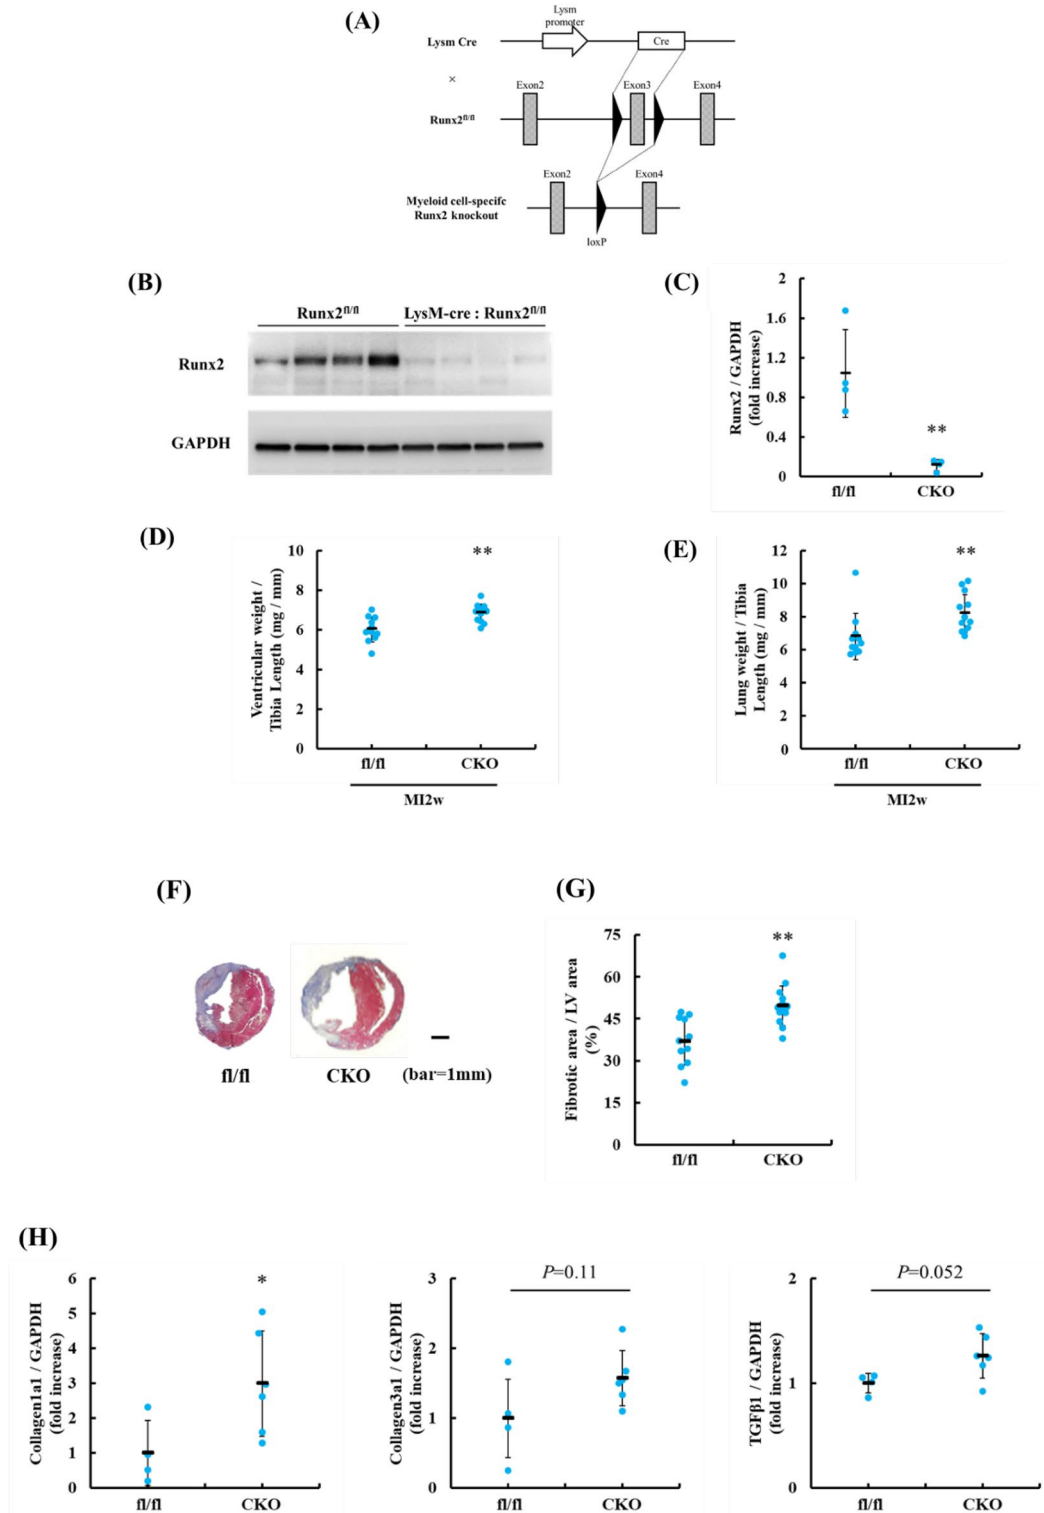 (A)
Lysm
promoter
Lysm Cre
Cre
×
Exon2
Exon3
Exon4
Runx2fl/fl
Exon2
Exon4
Myeloid cell-specifc
Runx2 knockout
loxP
(B)
Runx2fl/fl
LysM-cre : Runx2fl/fl
Runx2
GAPDH
(C)
Runx2 / GAPDH
(fold increase)
2
1.6
1.2
0.8
0.4
0
**
fl/fl
CKO
(D)
Ventricular weight /
Tibia Length (mg / mm)
10
8
6
4
2
0
**
fl/fl
CKO
MI2w
(E)
Lung weight / Tibia
Length (mg / mm)
12
10
8
6
4
2
0
**
fl/fl
CKO
MI2w
(F)
fl/fl
CKO
(bar=1mm)
(G)
Fibrotic area / LV area
(%)
75
60
45
30
15
0
**
fl/fl
CKO
(H)
Collagen1a1 / GAPDH
(fold increase)
6
5
4
3
2
1
0
*
fl/fl
CKO
Collagen3a1 / GAPDH
(fold increase)
3
2
1
0
P=0.11
fl/fl
CKO
TGFβ1 / GAPDH
(fold increase)
2
1
0
P=0.052
fl/fl
CKO